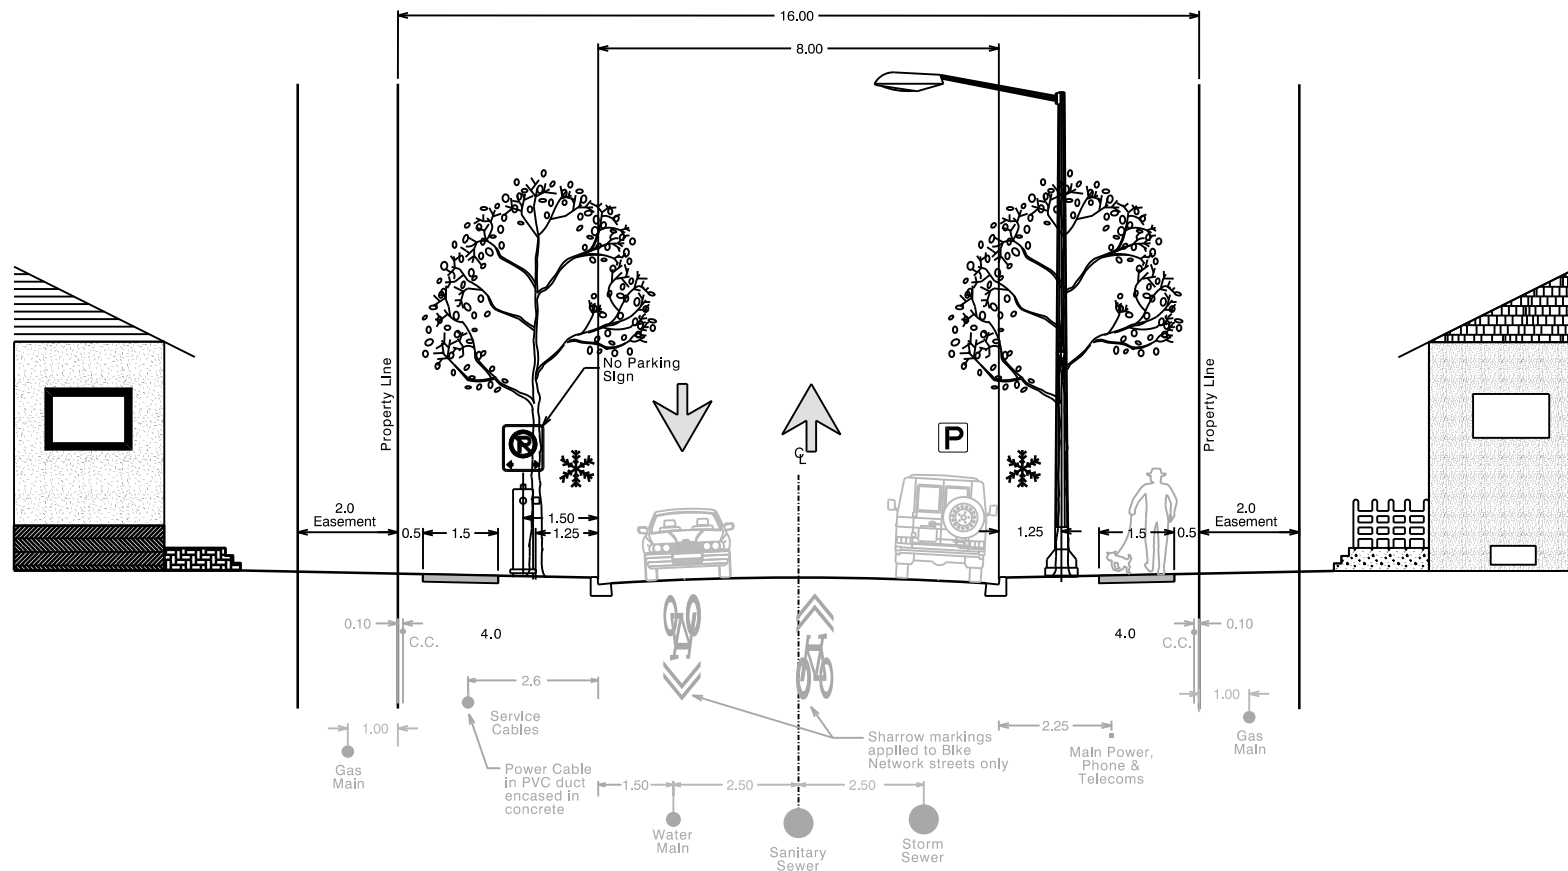 16.00
8.00
No Parking
Sign
Property Line
Property Line
P
C
L
2.0
Easement
0.5
1.5
1.50
1.25
1.25
1.5
0.5
2.0
Easement
0.10
C.C.
4.0
4.0
0.10
C.C.
2.6
1.00
Service
Cables
1.00
2.25
Gas
Main
Gas
Main
Sharrow markings
applied to Bike
Network streets only
Main Power,
Phone &
Telecoms
Power Cable
in PVC duct
encased in
concrete
1.50
2.50
2.50
Water
Main
Sanitary
Sewer
Storm
Sewer